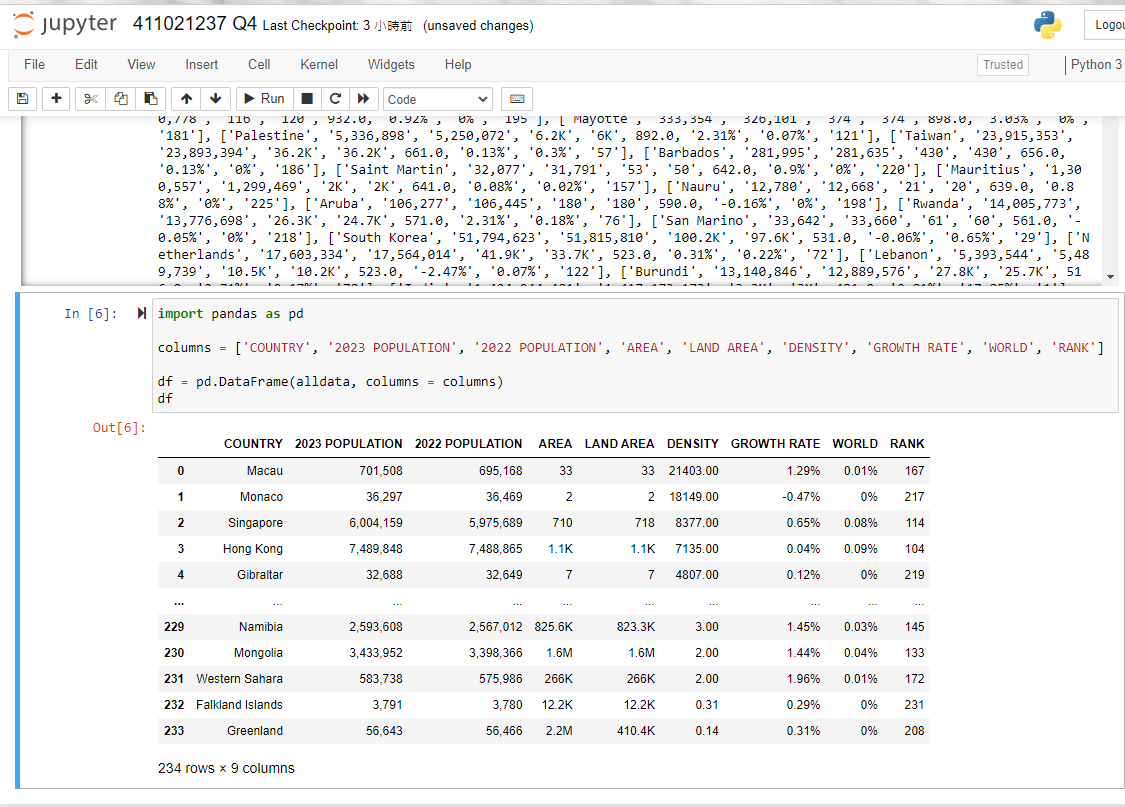 jupyter 411021237 Q4 Last Checkpoint: 3 小時前 (unsaved changes)
Logou
File Edit View Insert Cell Kernel Widgets Help Trusted Python 3
Run Code
0,778', '116', '120', 932.0, '0.92%', '0%', '195'], ['Mayotte', '333,354', '326,101', '374', '374', 898.0, '3.03%', '0%',
'181'], ['Palestine', '5,336,898', '5,250,072', '6.2K', '6K', 892.0, '2.31%', '0.07%', '121'], ['Taiwan', '23,915,353',
'23,893,394', '36.2K', '36.2K', 661.0, '0.13%', '0.3%', '57'], ['Barbados', '281,995', '281,635', '430', '430', 656.0,
'0.13%', '0%', '186'], ['Saint Martin', '32,077', '31,791', '53', '50', 642.0, '0.9%', '0%', '220'], ['Mauritius', '1,30
0,557', '1,299,469', '2K', '2K', 641.0, '0.08%', '0.02%', '157'], ['Nauru', '12,780', '12,668', '21', '20', 639.0, '0.8
8%', '0%', '225'], ['Aruba', '106,277', '106,445', '180', '180', 590.0, '-0.16%', '0%', '198'], ['Rwanda', '14,005,773',
'13,776,698', '26.3K', '24.7K', 571.0, '2.31%', '0.18%', '76'], ['San Marino', '33,642', '33,660', '61', '60', 561.0, '-
0.05%', '0%', '218'], ['South Korea', '51,794,623', '51,815,810', '100.2K', '97.6K', 531.0, '-0.06%', '0.65%', '29'], ['N
etherlands', '17,603,334', '17,564,014', '41.9K', '33.7K', 523.0, '0.31%', '0.22%', '72'], ['Lebanon', '5,393,544', '5,48
9,739', '10.5K', '10.2K', 523.0, '-2.47%', '0.07%', '122'], ['Burundi', '13,140,846', '12,889,576', '27.8K', '25.7K', 51
In [6]: import pandas as pd
columns = ['COUNTRY', '2023 POPULATION', '2022 POPULATION', 'AREA', 'LAND AREA', 'DENSITY', 'GROWTH RATE', 'WORLD', 'RANK']
df = pd.DataFrame(alldata, columns = columns)
df
Out[6]:
COUNTRY 2023 POPULATION 2022 POPULATION AREA LAND AREA DENSITY GROWTH RATE WORLD RANK
0 Macau 701,508 695,168 33 33 21403.00 1.29% 0.01% 167
1 Monaco 36,297 36,469 2 2 18149.00 -0.47% 0% 217
2 Singapore 6,004,159 5,975,689 710 718 8377.00 0.65% 0.08% 114
3 Hong Kong 7,489,848 7,488,865 1.1K 1.1K 7135.00 0.04% 0.09% 104
4 Gibraltar 32,688 32,649 7 7 4807.00 0.12% 0% 219
... ... ... ... ... ... ... ... ... ...
229 Namibia 2,593,608 2,567,012 825.6K 823.3K 3.00 1.45% 0.03% 145
230 Mongolia 3,433,952 3,398,366 1.6M 1.6M 2.00 1.44% 0.04% 133
231 Western Sahara 583,738 575,986 266K 266K 2.00 1.96% 0.01% 172
232 Falkland Islands 3,791 3,780 12.2K 12.2K 0.31 0.29% 0% 231
233 Greenland 56,643 56,466 2.2M 410.4K 0.14 0.31% 0% 208
234 rows × 9 columns